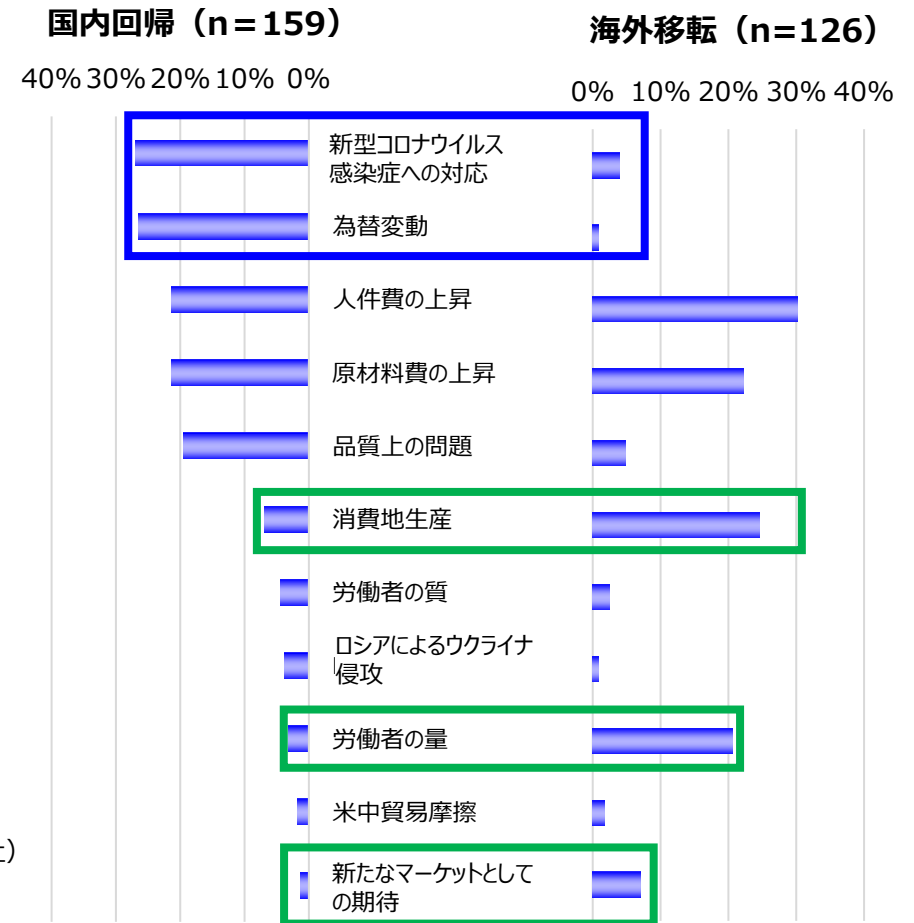 国内回帰（n＝159）
海外移転（n=126）
40% 30% 20% 10% 0%
0% 10% 20% 30% 40%
新型コロナウイルス
感染症への対応
為替変動
人件費の上昇
原材料費の上昇
品質上の問題
消費地生産
労働者の質
ロシアによるウクライナ
侵攻
労働者の量
米中貿易摩擦
新たなマーケットとして
の期待